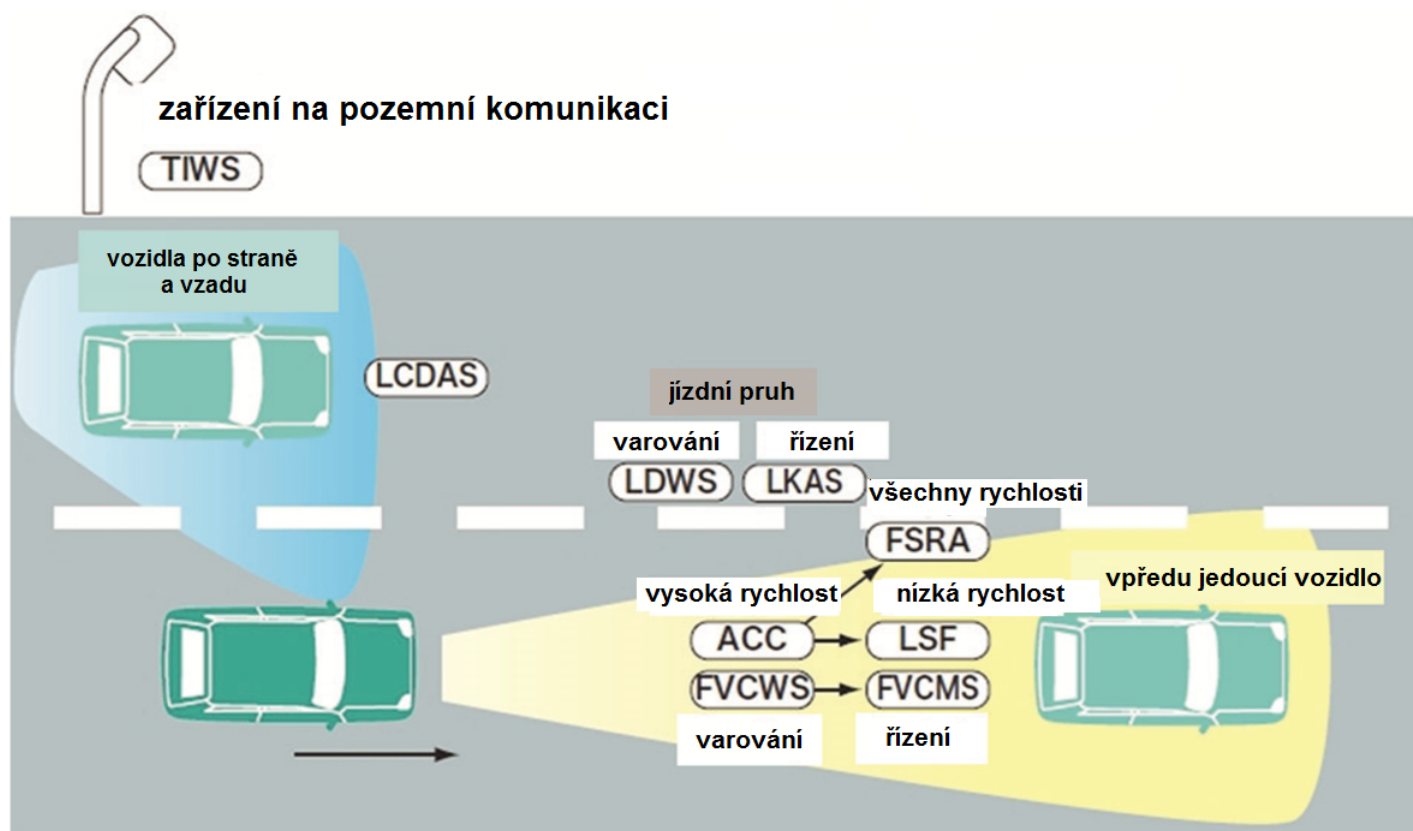 zařízení na pozemní komunikaci
TIWS
vozidla po straně
a vzadu
LCDAS
jízdní pruh
varování
řízení
LDWS
LKAS
všechny rychlosti
FSRA
vpředu jedoucí vozidlo
vysoká rychlost
nízká rychlost
ACC
LSF
FVCWS
FVCMS
varování
řízení